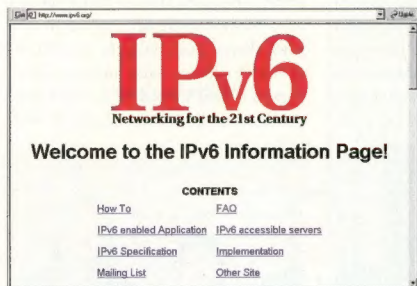 http://www.ipv6.org/
IPv6
Networking for the 21st Century
Welcome to the IPv6 Information Page!
CONTENTS
How To FAQ
IPv6 enabled Application IPv6 accessible servers
IPv6 Specification Implementation
Mailing List Other Site